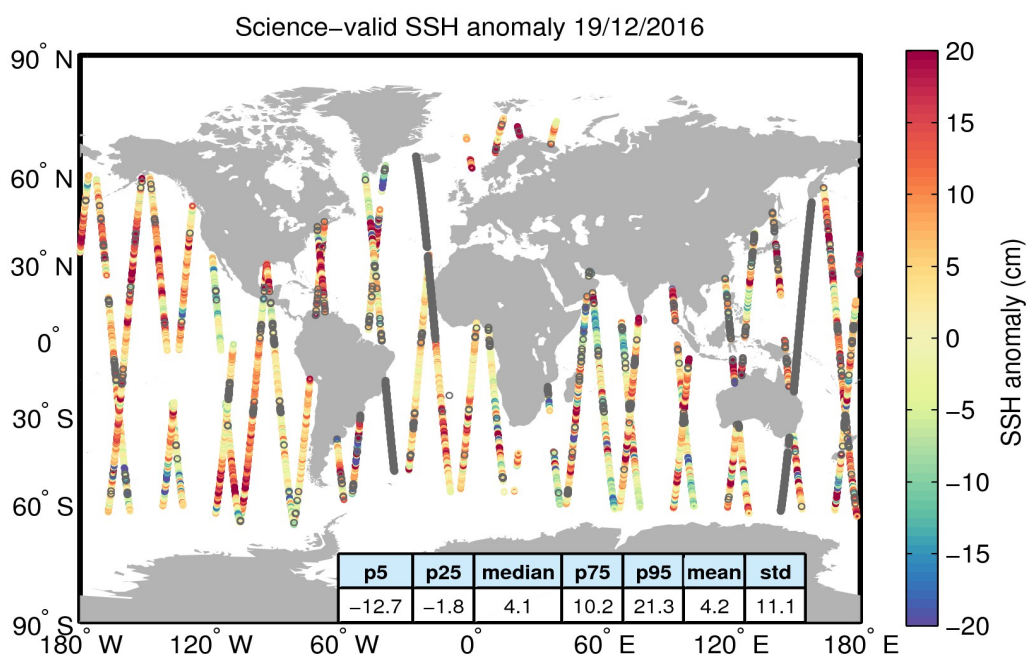 Science−valid SSH anomaly 19/12/2016
90° N
60° N
30° N
0°
30° S
60° S
90° S
180° W
120° W
60° W
0°
60° E
120° E
180° E
p5 p25 median p75 p95 mean std
−12.7 −1.8 4.1 10.2 21.3 4.2 11.1
20
15
10
5
0
−5
−10
−15
−20
SSH anomaly (cm)